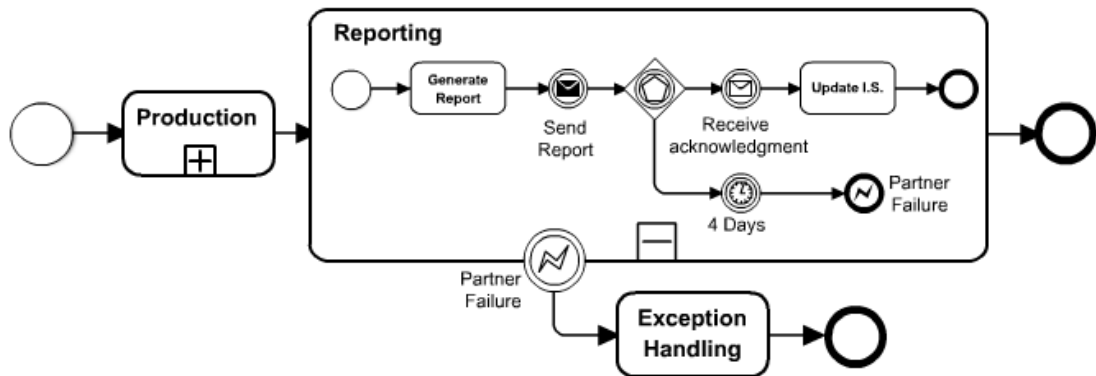 Reporting
Production
Generate
Report
Send
Report
Receive
acknowledgment
Update I.S.
4 Days
Partner
Failure
Partner
Failure
Exception
Handling